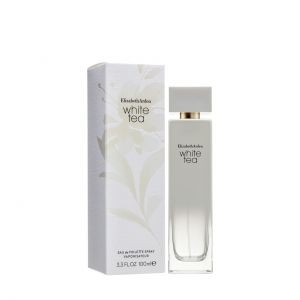 Elizabeth Arden
white
tea
EAU DE TOILETTE SPRAY
VAPORISATEUR
3.3 FL.OZ. 100ml ℮
Elizabeth Arden
white
tea